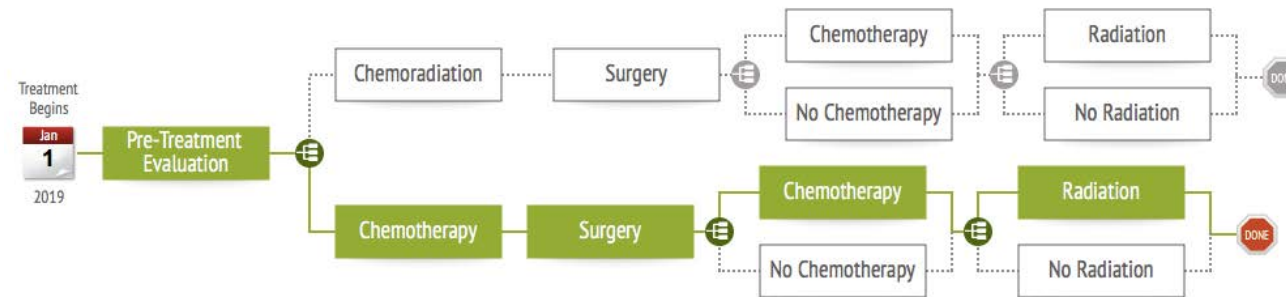 Treatment
Begins
Jan
1
2019
Pre-Treatment
Evaluation
Chemoradiation
Surgery
Chemotherapy
No Chemotherapy
Radiation
No Radiation
Chemotherapy
Surgery
Chemotherapy
No Chemotherapy
Radiation
No Radiation
DONE